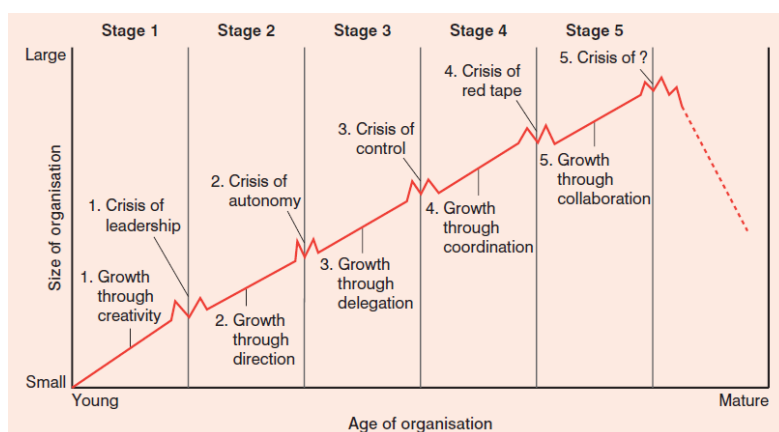 Stage 1
Stage 2
Stage 3
Stage 4
Stage 5
Large
5. Crisis of ?
4. Crisis of
red tape
3. Crisis of
control
2. Crisis of
autonomy
1. Crisis of
leadership
5. Growth
through
collaboration
4. Growth
through
coordination
3. Growth
through
delegation
1. Growth
through
creativity
2. Growth
through
direction
Size of organisation
Small
Young
Mature
Age of organisation